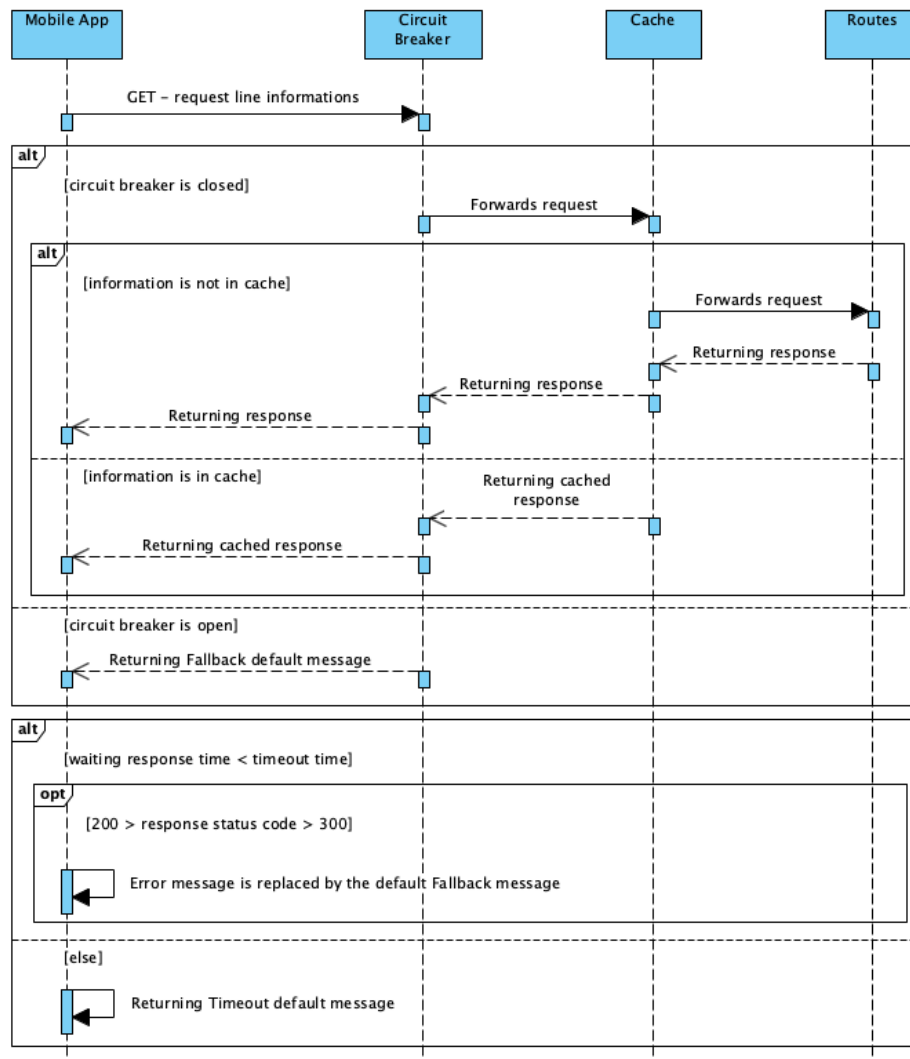 Mobile App
Circuit
Breaker
Cache
Routes
GET – request line informations
alt
[circuit breaker is closed]
Forwards request
alt
[information is not in cache]
Forwards request
Returning response
Returning response
Returning response
[information is in cache]
Returning cached
response
Returning cached response
[circuit breaker is open]
Returning Fallback default message
alt
[waiting response time < timeout time]
opt
[200 > response status code > 300]
Error message is replaced by the default Fallback message
[else]
Returning Timeout default message